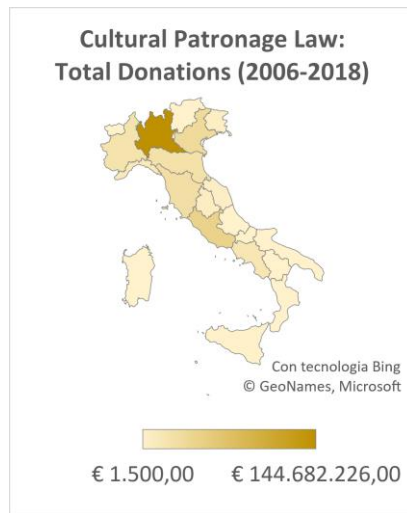 Cultural Patronage Law:
Total Donations (2006-2018)
Con tecnologia Bing
© GeoNames, Microsoft
€ 1.500,00 € 144.682.226,00